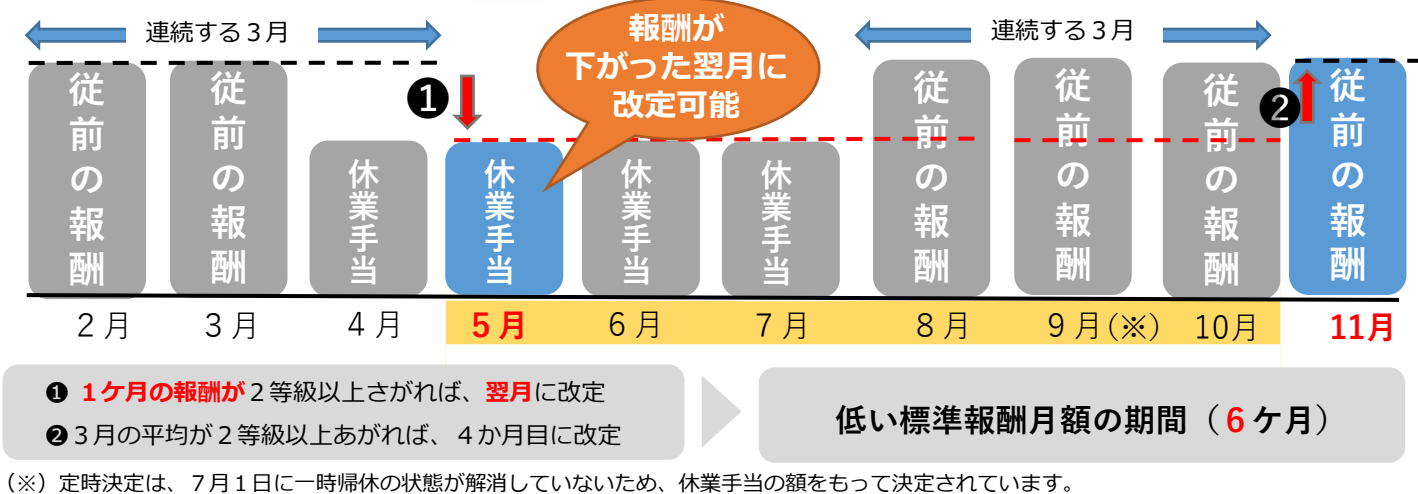 連続する3月
連続する3月
報酬が
下がった翌月に
改定可能
❶
❷
従前の報酬
従前の報酬
休業手当
休業手当
休業手当
休業手当
従前の報酬
従前の報酬
従前の報酬
従前の報酬
2月 3月 4月 5月 6月 7月 8月 9月(※) 10月 11月
❶ 1ケ月の報酬が2等級以上さがれば、翌月に改定
❷3月の平均が2等級以上あがれば、4か月目に改定
低い標準報酬月額の期間(6ケ月)
(※)定時決定は、7月1日に一時帰休の状態が解消していないため、休業手当の額をもって決定されています。